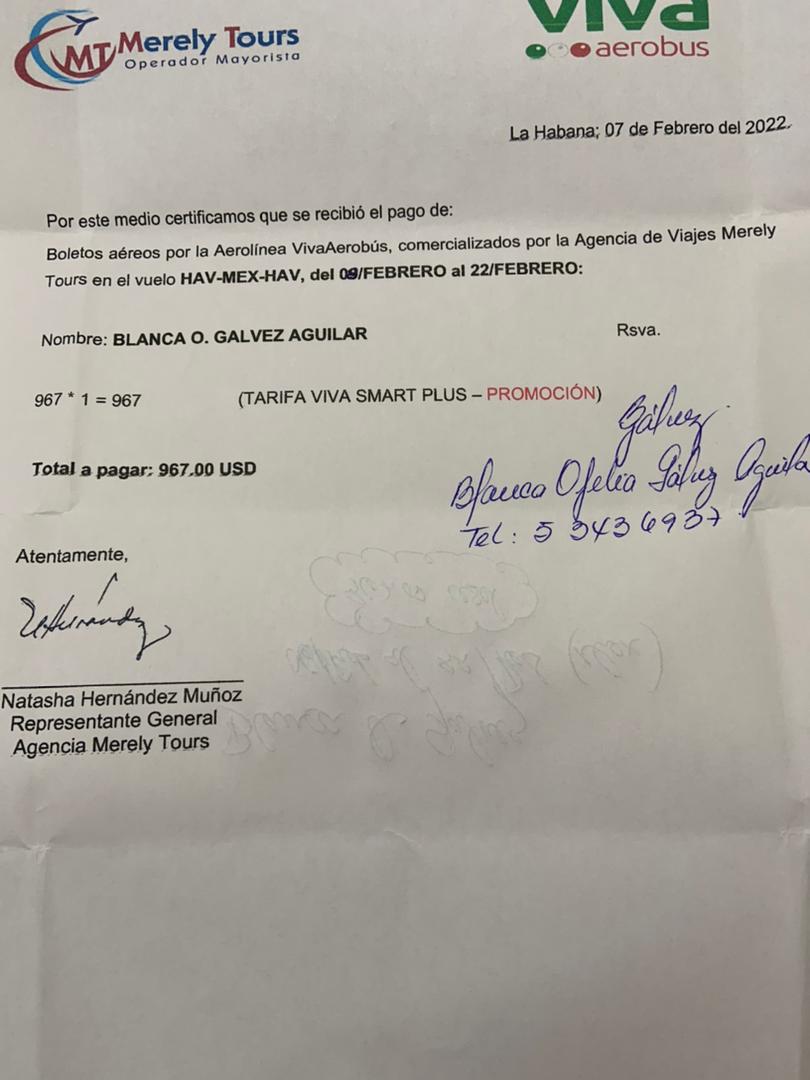 MT Merely Tours
Operador Mayorista
viva
aerobus
La Habana; 07 de Febrero del 2022.
Por este medio certificamos que se recibió el pago de:
Boletos aéreos por la Aerolínea VivaAerobús, comercializados por la Agencia de Viajes Merely
Tours en el vuelo HAV-MEX-HAV, del 09/FEBRERO al 22/FEBRERO:
Nombre: BLANCA O. GALVEZ AGUILAR Rsva.
967 * 1 = 967 (TARIFA VIVA SMART PLUS – PROMOCIÓN)
Gálvez
Total a pagar: 967.00 USD
Blanca Ofelia Gálvez Aguila
Tel: 5 3436937
Atentamente,
Natasha Hernández Muñoz
Representante General
Agencia Merely Tours